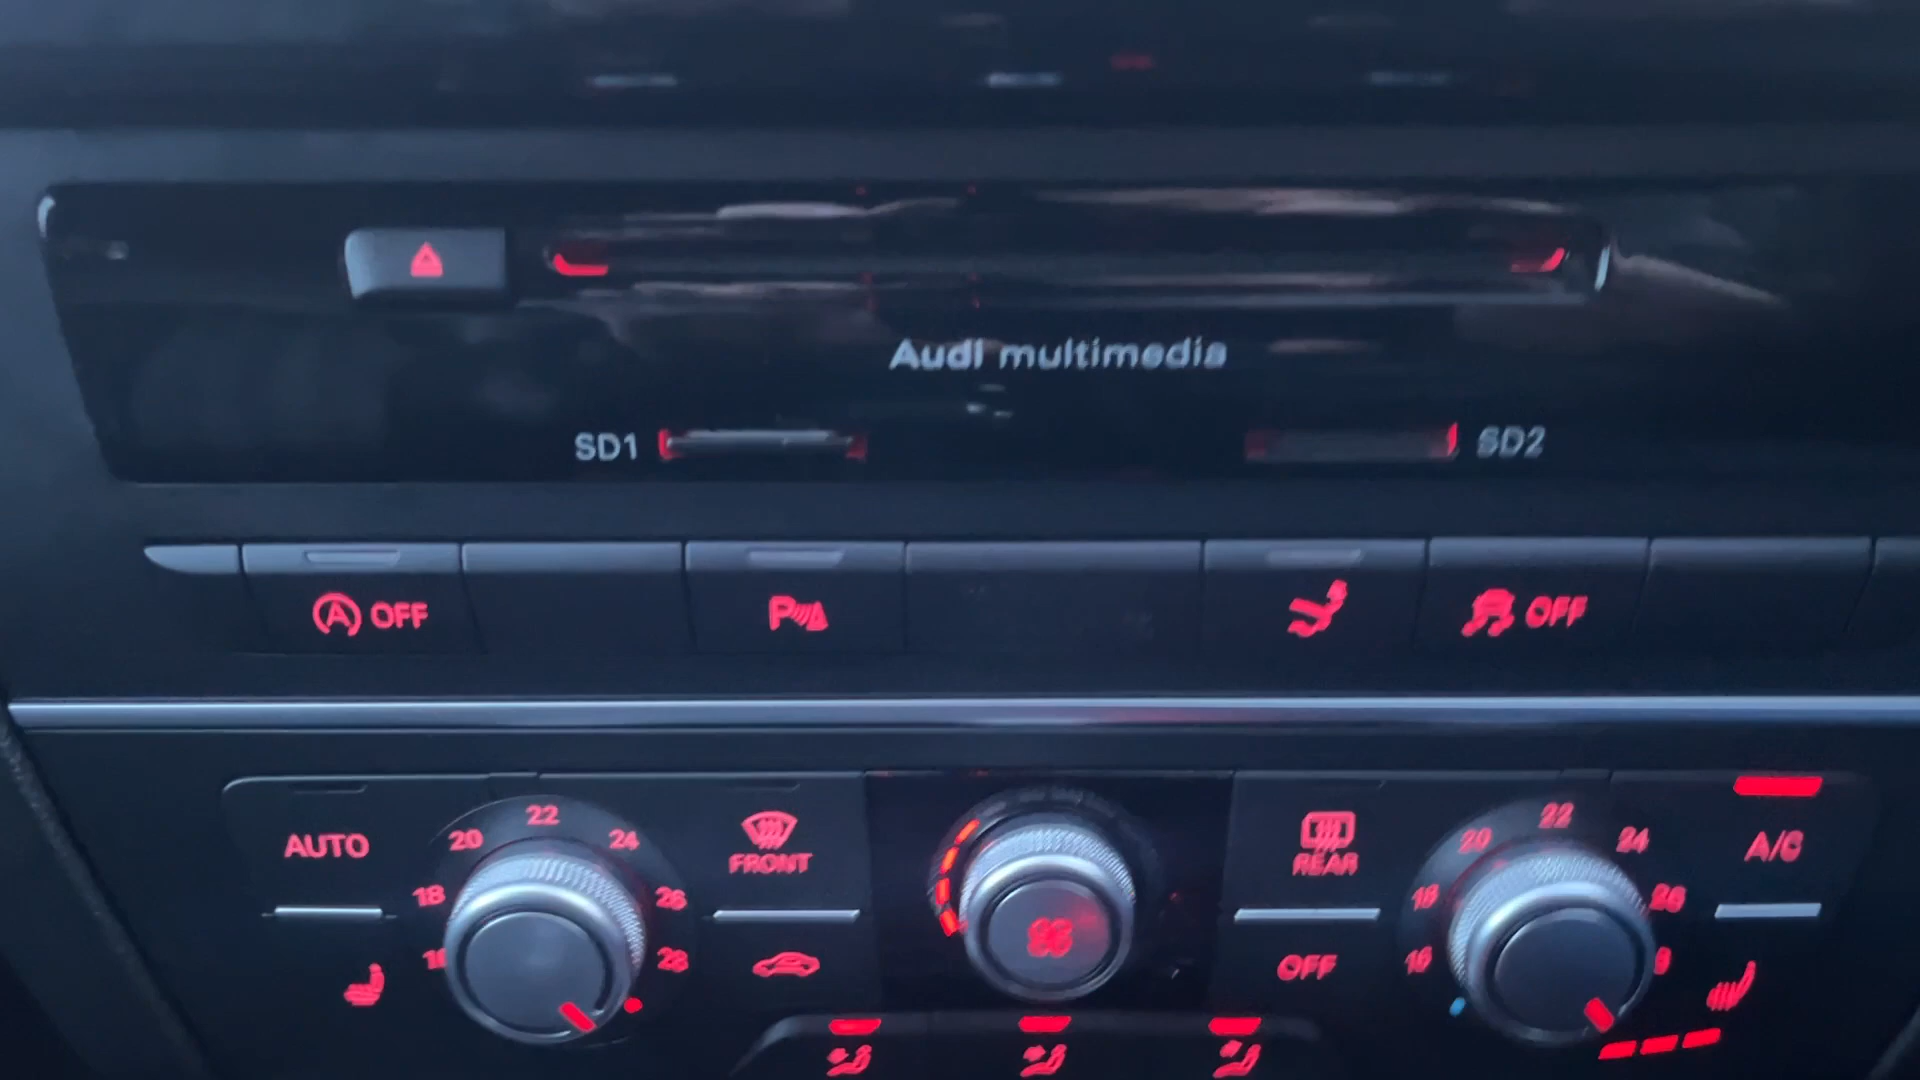 Audi multimedia
SD1 SD2
A OFF P OFF
AUTO 18 20 22 24 26 28 FRONT REAR 16 18 20 22 24 26 A/C
OFF